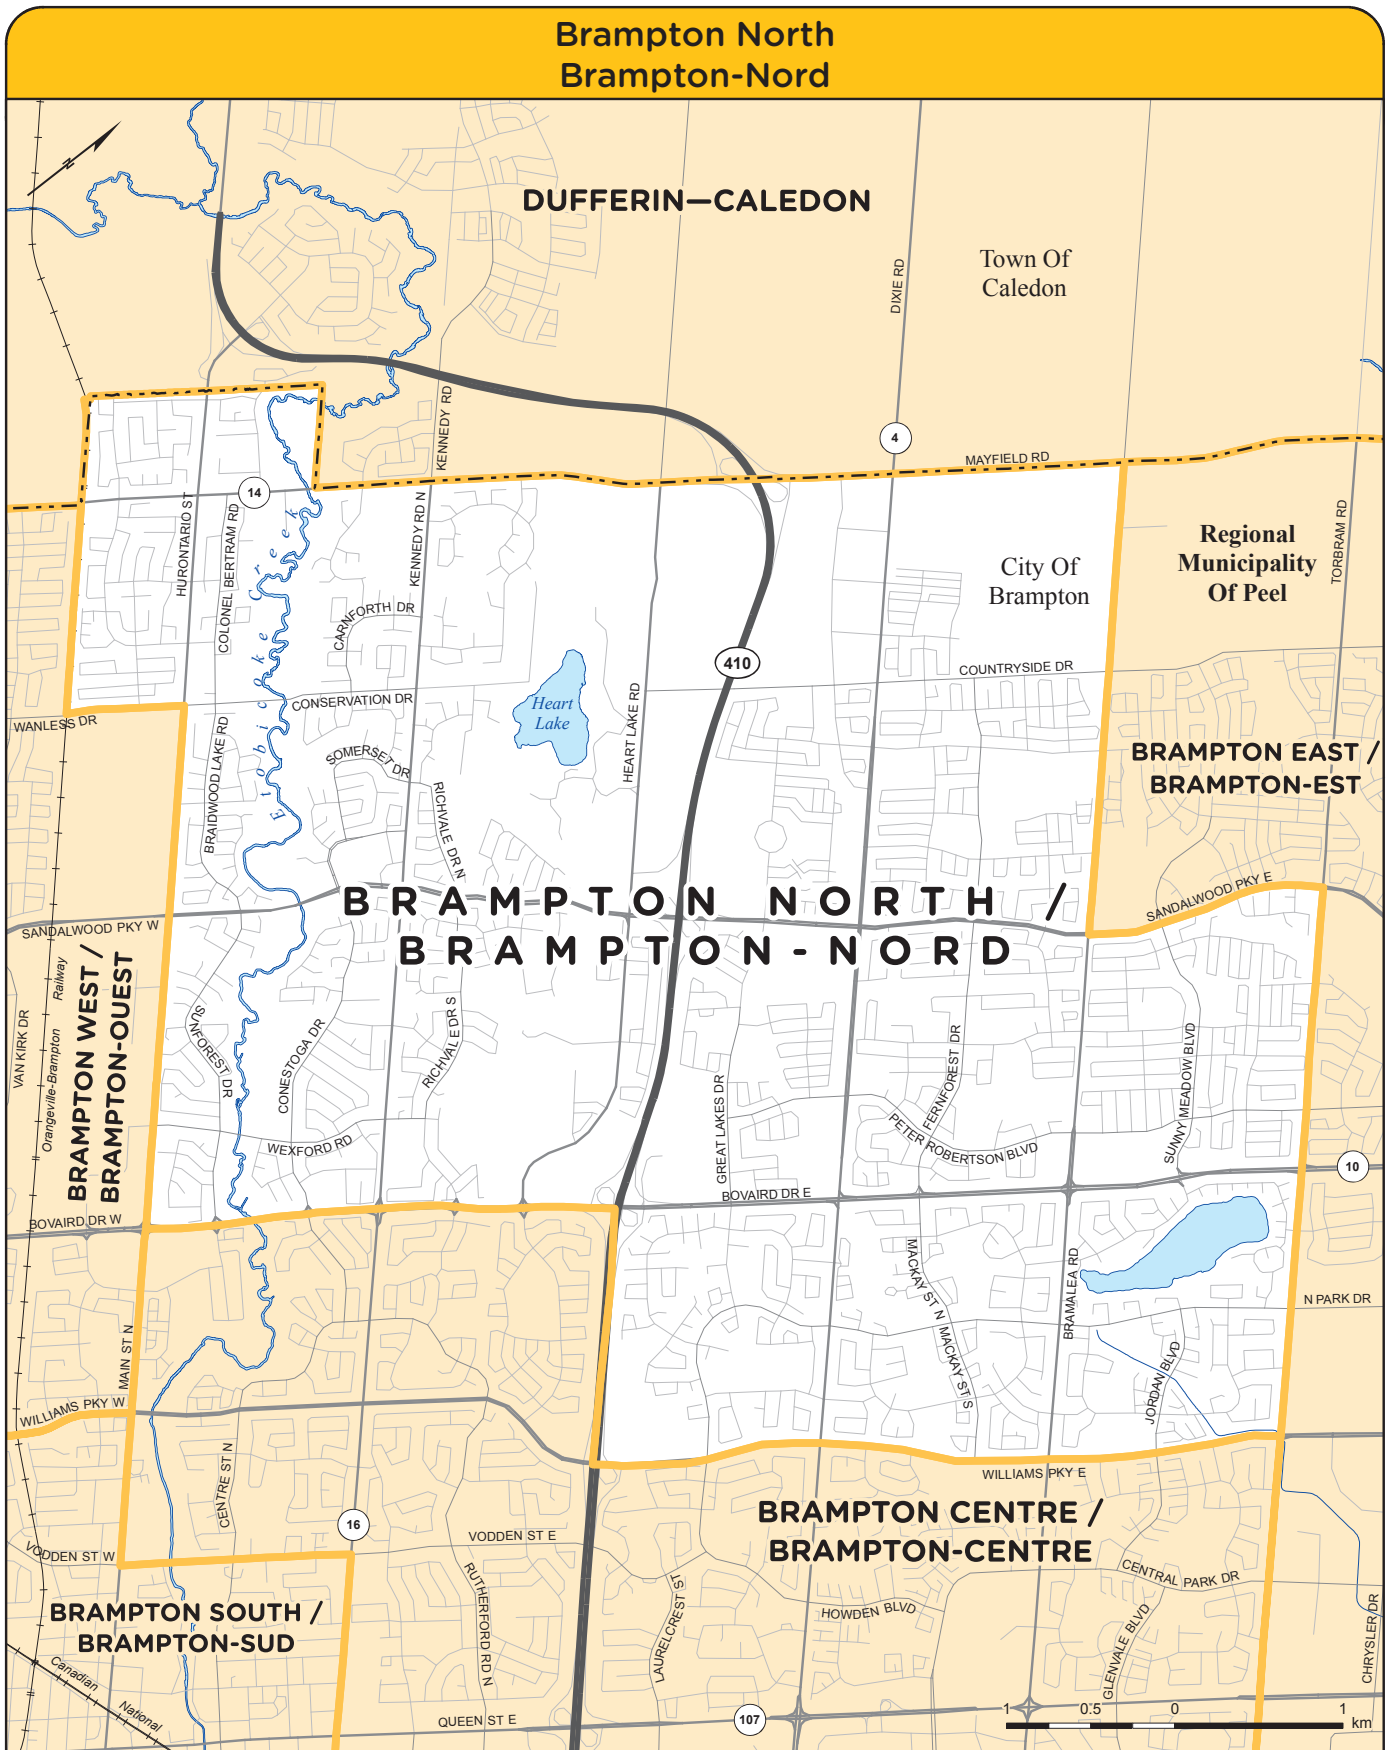 Brampton North
Brampton-Nord
N
DUFFERIN—CALEDON
Town Of
Caledon
DIXIE RD
KENNEDY RD
4
MAYFIELD RD
14
HURONTARIO ST
COLONEL BERTRAM RD
Etobicoke Creek
KENNEDY RD N
CARNFORTH DR
City Of
Brampton
Regional
Municipality
Of Peel
TORBRAM RD
410
COUNTRYSIDE DR
CONSERVATION DR
Heart
Lake
HEART LAKE RD
WANLESS DR
BRAIDWOOD LAKE RD
SOMERSET DR
RICHVALE DR N
BRAMPTON EAST /
BRAMPTON-EST
SANDALWOOD PKY E
BRAMPTON NORTH /
BRAMPTON-NORD
SANDALWOOD PKY W
BRAMPTON WEST /
BRAMPTON-OUEST
VAN KIRK DR
Orangeville-Brampton Railway
SUNFOREST DR
CONESTOGA DR
RICHVALE DR S
WEXFORD RD
GREAT LAKES DR
FERNFOREST DR
PETER ROBERTSON BLVD
SUNNY MEADOW BLVD
10
BOVAIRD DR E
BOVAIRD DR W
MACKAY ST N
MACKAY ST S
BRAMALEA RD
N PARK DR
JORDAN BLVD
MAIN ST N
WILLIAMS PKY W
WILLIAMS PKY E
CENTRE ST N
16
BRAMPTON CENTRE /
BRAMPTON-CENTRE
VODDEN ST E
VODDEN ST W
RUTHERFORD RD N
LAURELCREST ST
HOWDEN BLVD
CENTRAL PARK DR
GLENVALE BLVD
CHRYSLER DR
BRAMPTON SOUTH /
BRAMPTON-SUD
Canadian National
QUEEN ST E
107
1 0.5 0 1
km